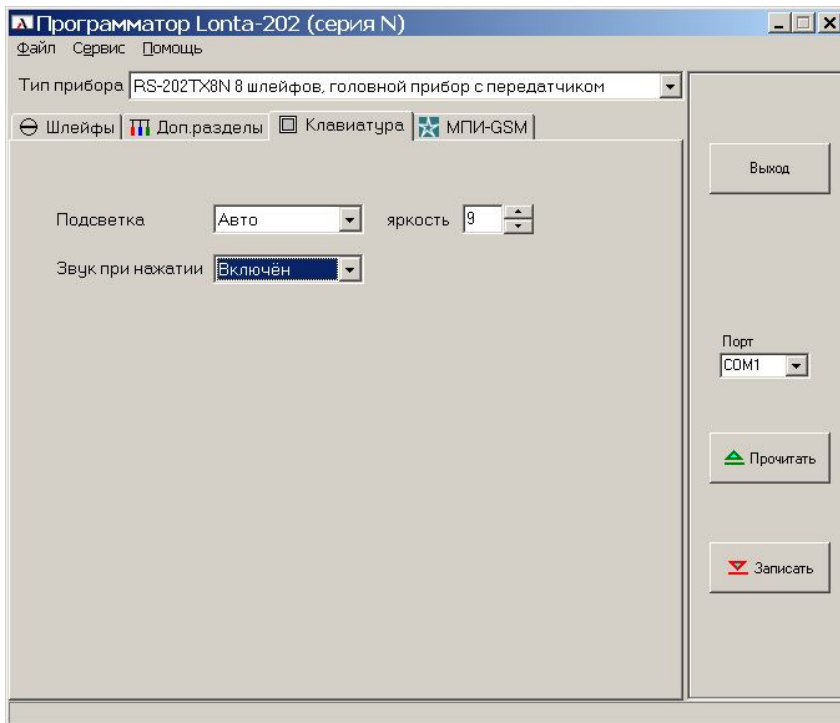 Программатор Lonta-202 (серия N)
Файл Сервис Помощь
Тип прибора RS-202TX8N 8 шлейфов, головной прибор с передатчиком
Шлейфы Доп.разделы Клавиатура МПИ-GSM
Выход
Подсветка Авто яркость 9
Звук при нажатии Включён
Порт
COM1
Прочитать
Записать